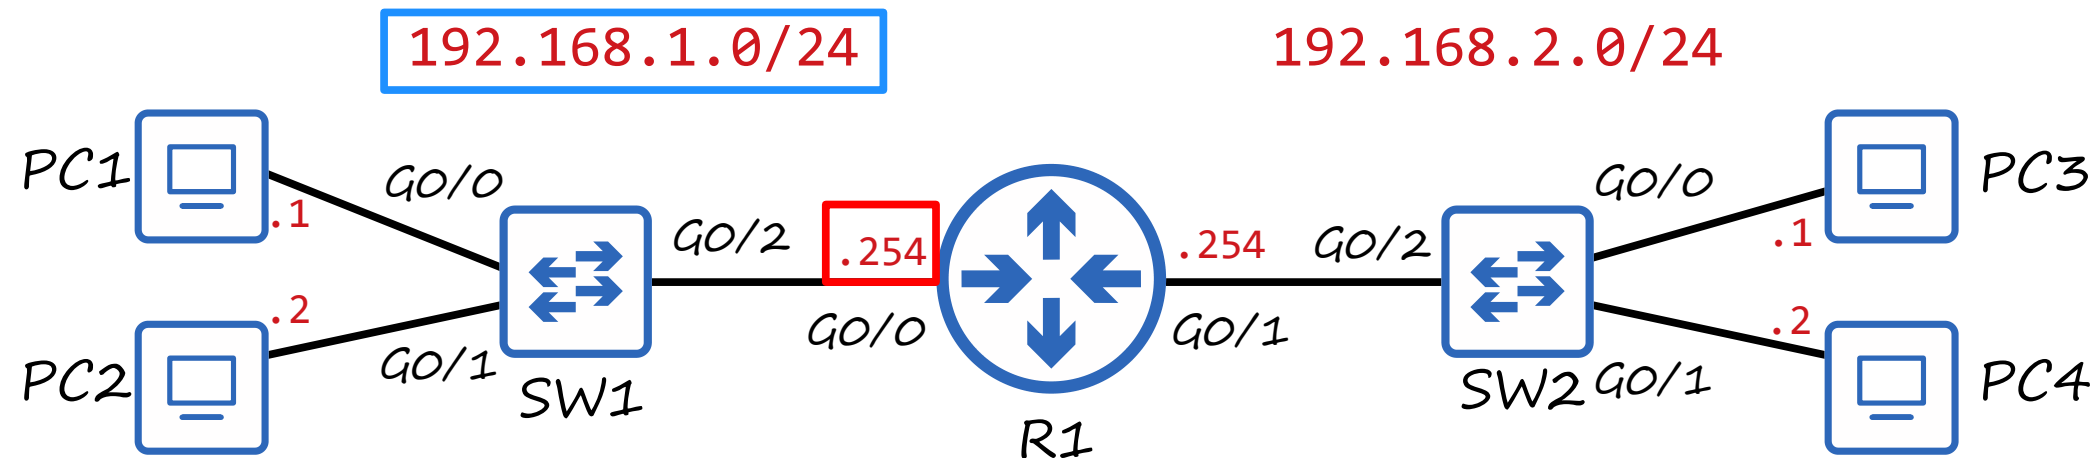 192.168.1.0/24
192.168.2.0/24
PC1
G0/0
.1
G0/2
.254
.254
G0/2
G0/0
.1
PC3
.2
PC2
G0/1
SW1
G0/0
R1
G0/1
SW2
G0/1
.2
PC4